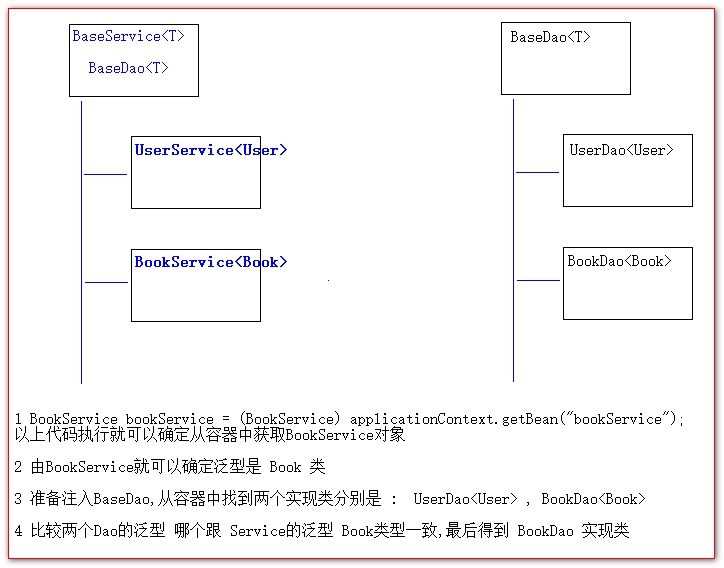 BaseService<T>
BaseDao<T>
UserService<User>
BookService<Book>
BaseDao<T>
UserDao<User>
BookDao<Book>
1 BookService bookService = (BookService) applicationContext.getBean("bookService");
以上代码执行就可以确定从容器中获取BookService对象
2 由BookService就可以确定泛型是 Book 类
3 准备注入BaseDao,从容器中找到两个实现类分别是 : UserDao<User> , BookDao<Book>
4 比较两个Dao的泛型 哪个跟 Service的泛型 Book类型一致,最后得到 BookDao 实现类